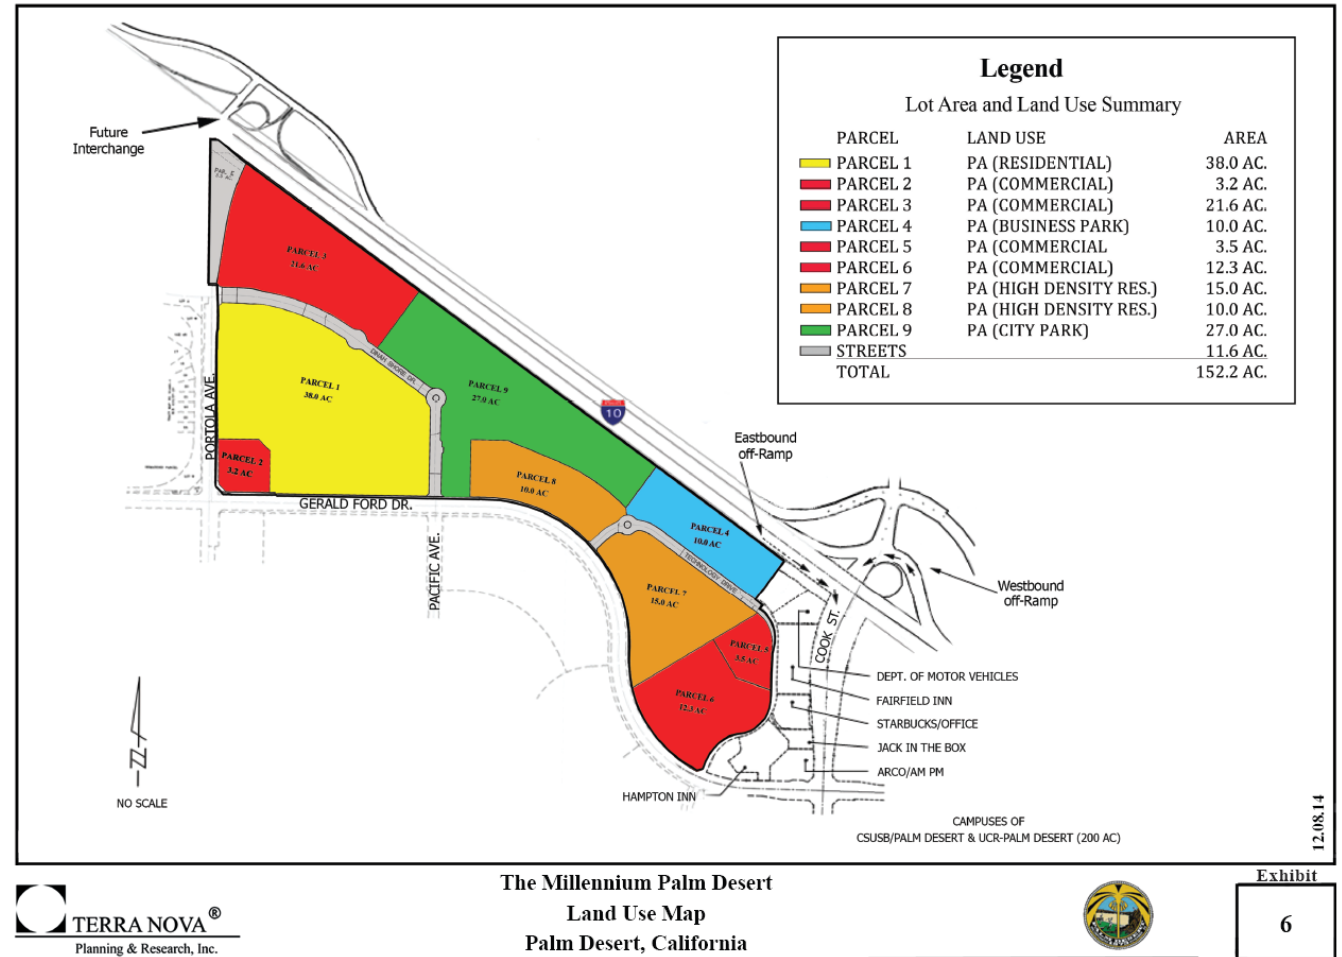 Legend
Lot Area and Land Use Summary
PARCEL LAND USE AREA
PARCEL 1 PA (RESIDENTIAL) 38.0 AC.
PARCEL 2 PA (COMMERCIAL) 3.2 AC.
PARCEL 3 PA (COMMERCIAL) 21.6 AC.
PARCEL 4 PA (BUSINESS PARK) 10.0 AC.
PARCEL 5 PA (COMMERCIAL 3.5 AC.
PARCEL 6 PA (COMMERCIAL) 12.3 AC.
PARCEL 7 PA (HIGH DENSITY RES.) 15.0 AC.
PARCEL 8 PA (HIGH DENSITY RES.) 10.0 AC.
PARCEL 9 PA (CITY PARK) 27.0 AC.
STREETS 11.6 AC.
TOTAL 152.2 AC.
Future
Interchange
PARCEL 3
21.6 AC
PARCEL 1
38.0 AC
DINAH SHORE DR.
PARCEL 9
27.0 AC
10
PORTOLA AVE.
PARCEL 2
3.2 AC
GERALD FORD DR.
PACIFIC AVE.
PARCEL 8
10.0 AC
PARCEL 4
10.0 AC
TECHNOLOGY DRIVE
PARCEL 7
15.0 AC
PARCEL 5
3.5 AC
PARCEL 6
12.3 AC
Eastbound
off-Ramp
Westbound
off-Ramp
COOK ST.
DEPT. OF MOTOR VEHICLES
FAIRFIELD INN
STARBUCKS/OFFICE
JACK IN THE BOX
ARCO/AM PM
HAMPTON INN
CAMPUSES OF
CSUSB/PALM DESERT & UCR-PALM DESERT (200 AC)
N
NO SCALE
12.08.14
TERRA NOVA®
Planning & Research, Inc.
The Millennium Palm Desert
Land Use Map
Palm Desert, California
Exhibit
6